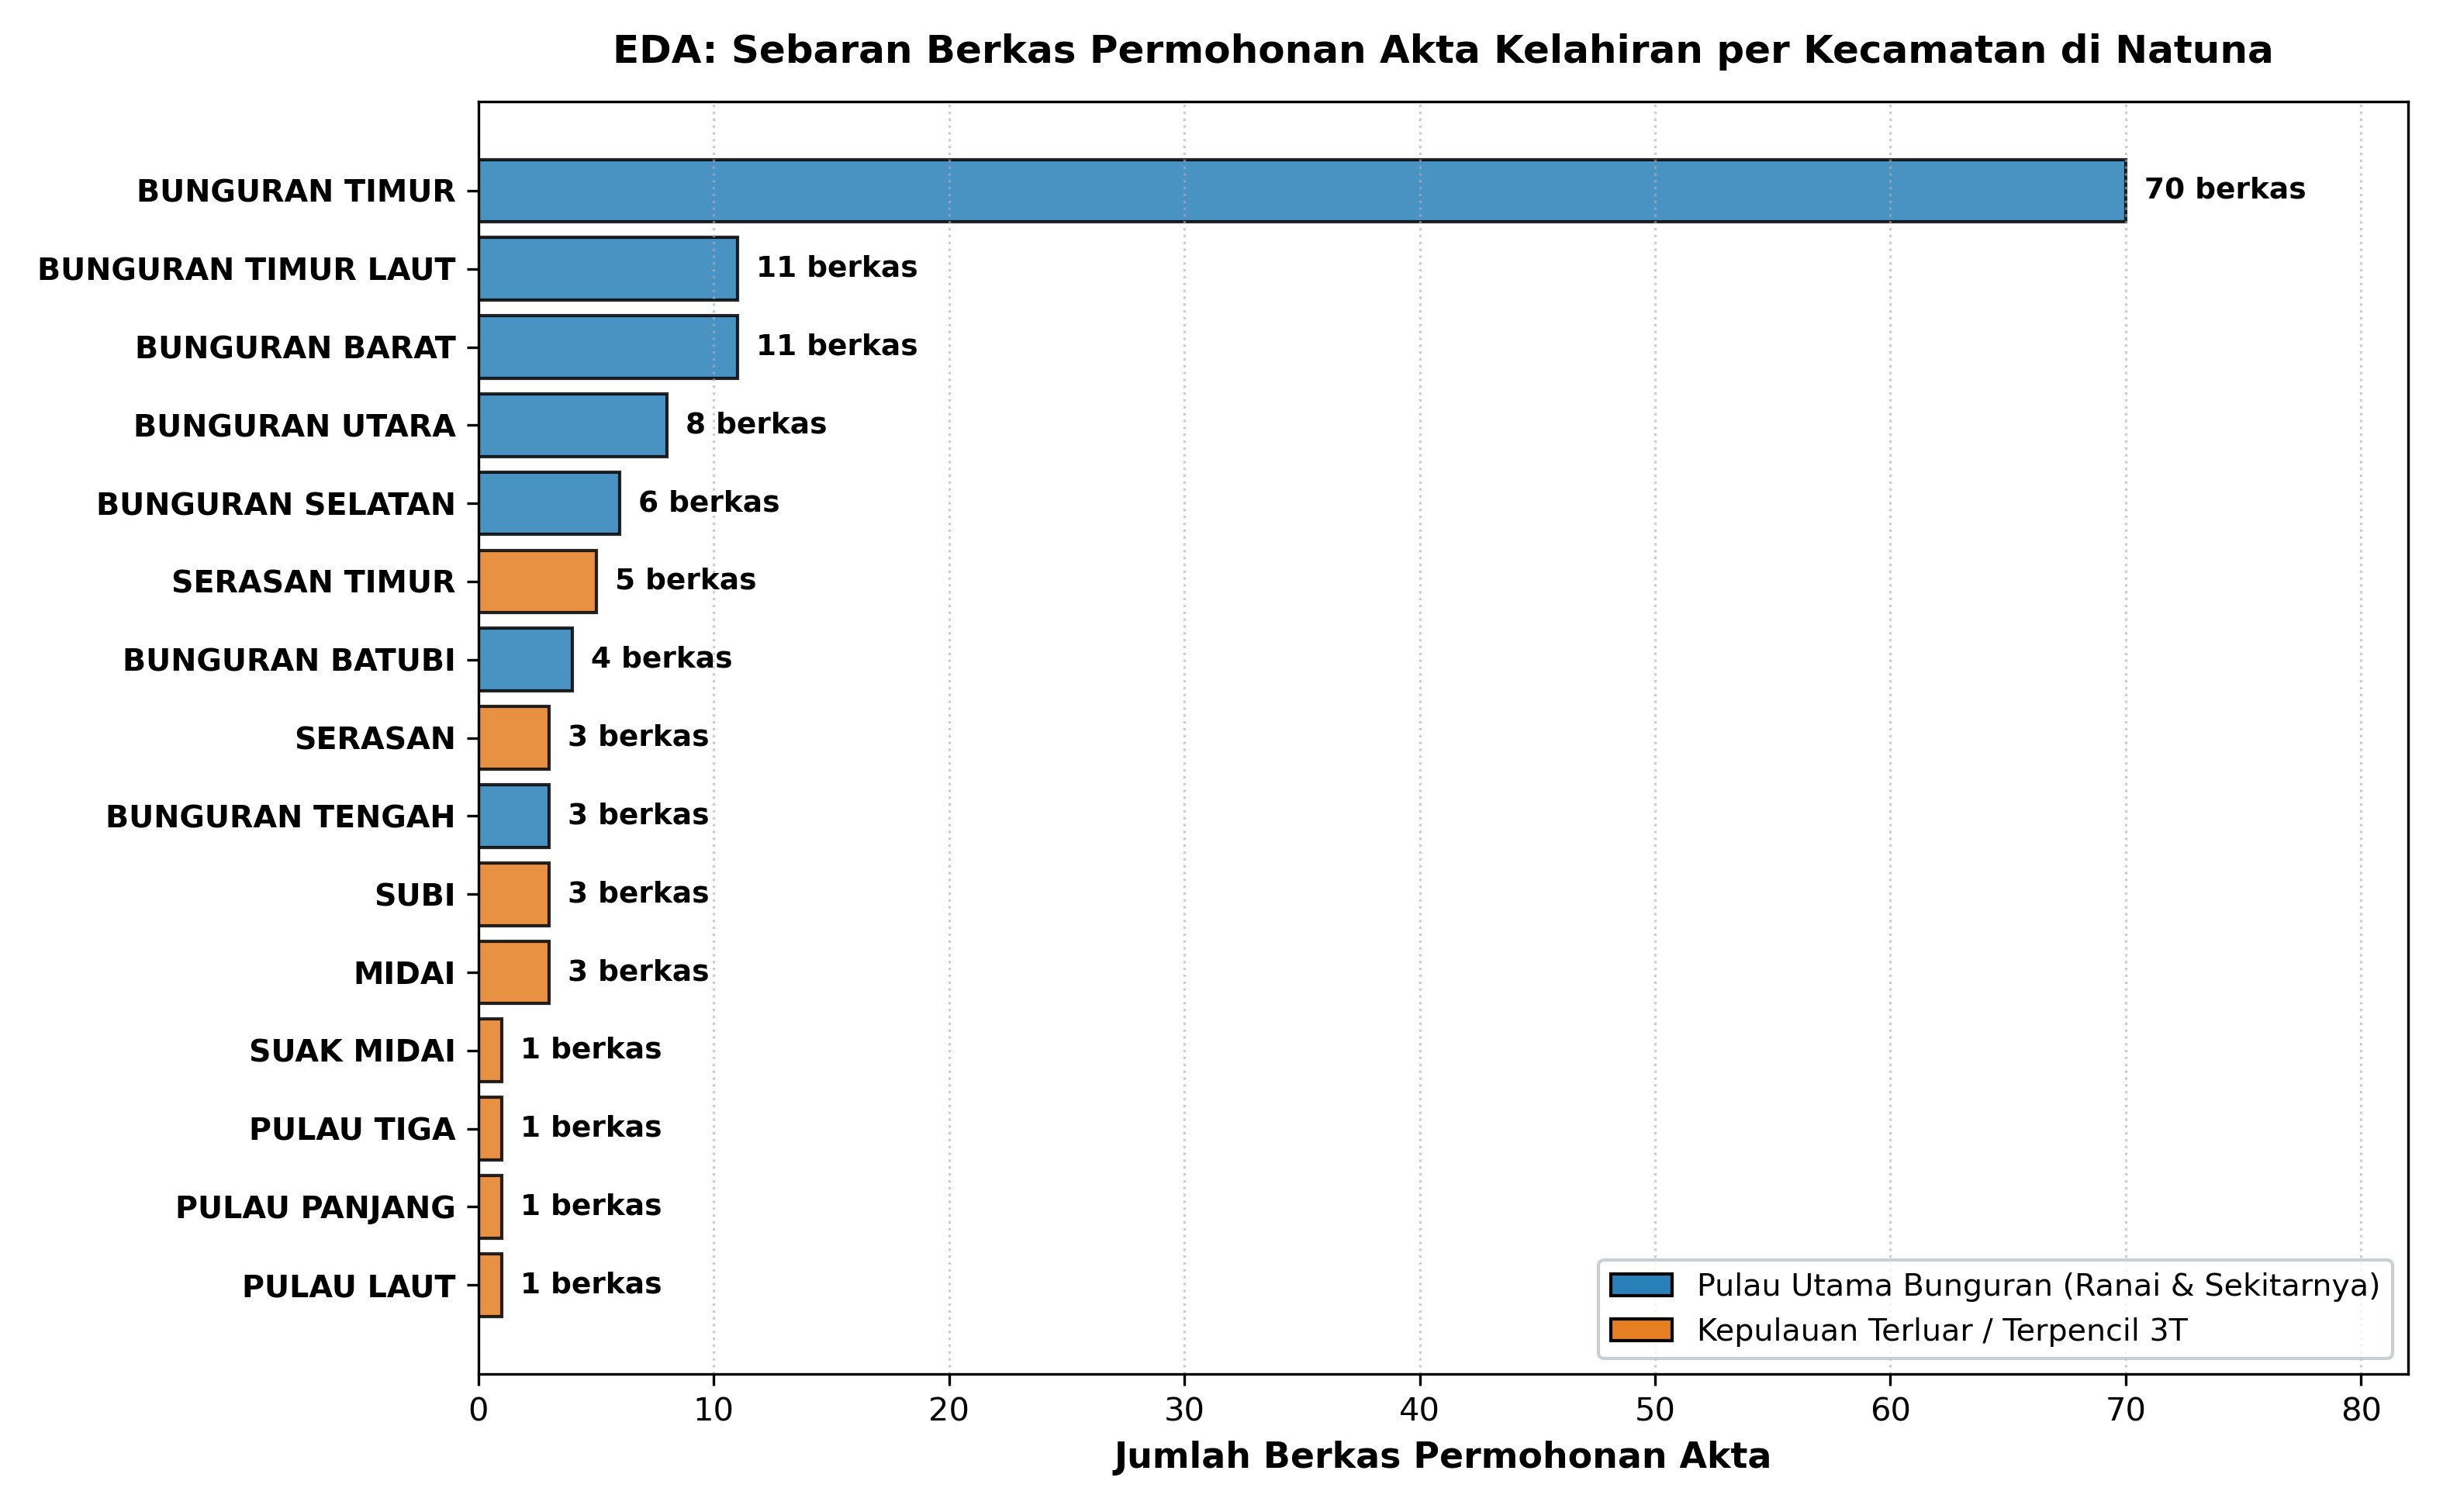 EDA: Sebaran Berkas Permohonan Akta Kelahiran per Kecamatan di Natuna
BUNGURAN TIMUR 70 berkas
BUNGURAN TIMUR LAUT 11 berkas
BUNGURAN BARAT 11 berkas
BUNGURAN UTARA 8 berkas
BUNGURAN SELATAN 6 berkas
SERASAN TIMUR 5 berkas
BUNGURAN BATUBI 4 berkas
SERASAN 3 berkas
BUNGURAN TENGAH 3 berkas
SUBI 3 berkas
MIDAI 3 berkas
SUAK MIDAI 1 berkas
PULAU TIGA 1 berkas
PULAU PANJANG 1 berkas
PULAU LAUT 1 berkas
Pulau Utama Bunguran (Ranai & Sekitarnya)
Kepulauan Terluar / Terpencil 3T
0 10 20 30 40 50 60 70 80
Jumlah Berkas Permohonan Akta